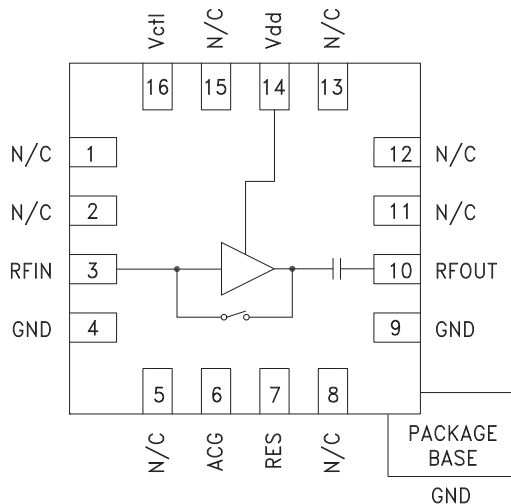 Vctl
N/C
Vdd
N/C
16
15
14
13
N/C 1
12 N/C
N/C 2
11 N/C
RFIN 3
10 RFOUT
GND 4
9 GND
5
6
7
8
N/C
ACG
RES
N/C
PACKAGE
BASE
GND